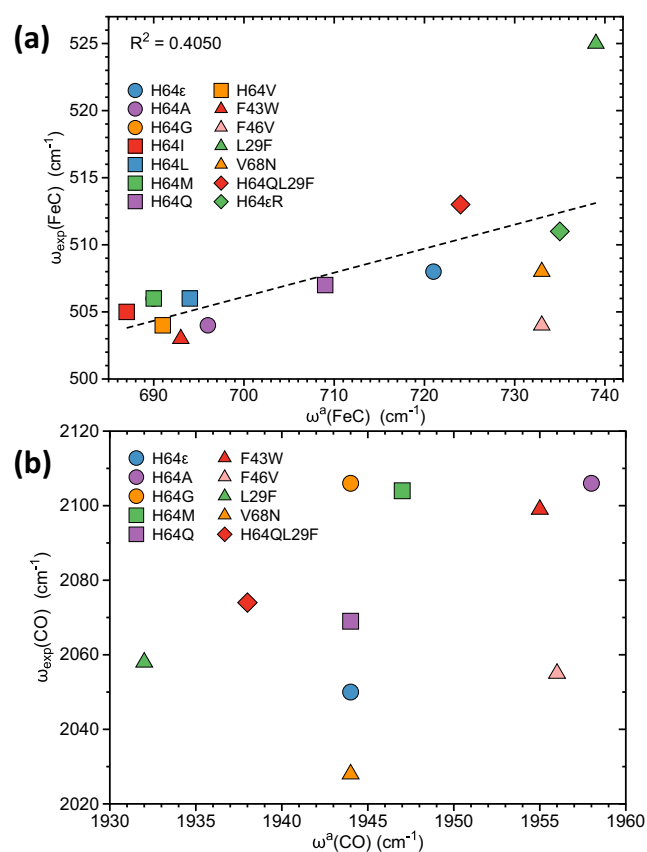 (a)
R² = 0.4050
H64ε
H64A
H64G
H64I
H64L
H64M
H64Q
H64V
F43W
F46V
L29F
V68N
H64QL29F
H64εR
ω_exp(FeC) (cm⁻¹)
525
520
515
510
505
500
690 700 710 720 730 740
ωᵃ(FeC) (cm⁻¹)
(b)
H64ε
H64A
H64G
H64M
H64Q
F43W
F46V
L29F
V68N
H64QL29F
ω_exp(CO) (cm⁻¹)
2120
2100
2080
2060
2040
2020
1930 1935 1940 1945 1950 1955 1960
ωᵃ(CO) (cm⁻¹)